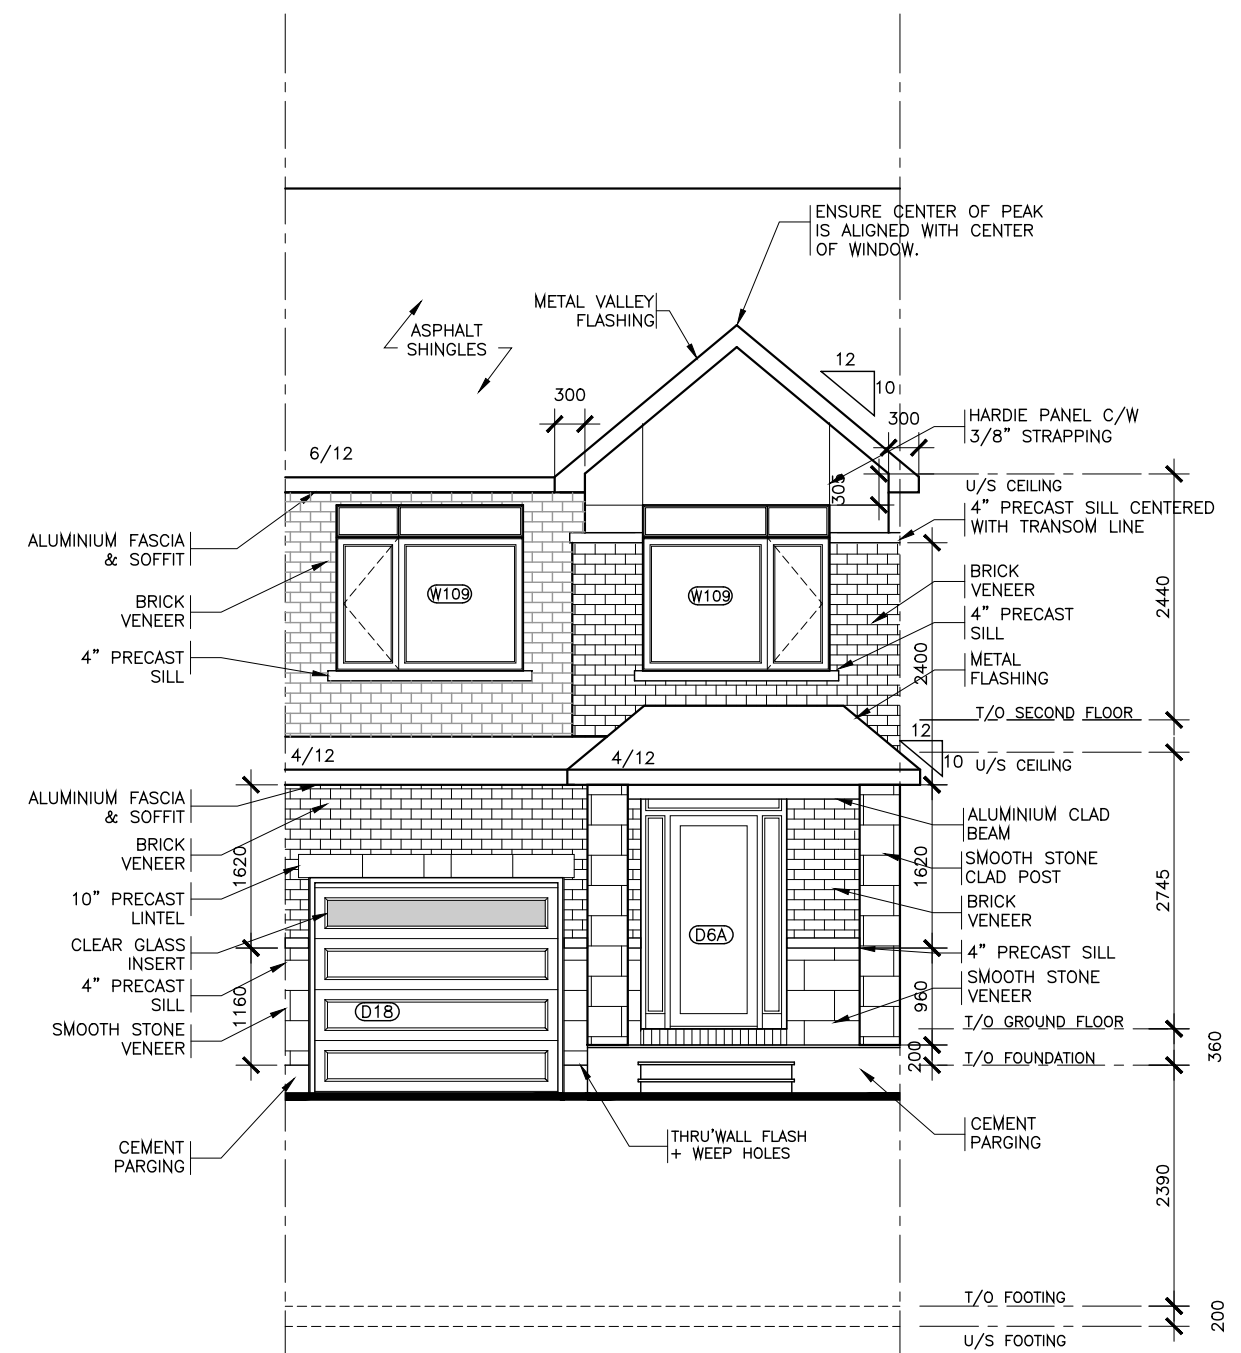 ENSURE CENTER OF PEAK
IS ALIGNED WITH CENTER
OF WINDOW.
METAL VALLEY
FLASHING
ASPHALT
SHINGLES
12
10
300
300
HARDIE PANEL C/W
3/8" STRAPPING
6/12
305
U/S CEILING
4" PRECAST SILL CENTERED
WITH TRANSOM LINE
ALUMINIUM FASCIA
& SOFFIT
BRICK
VENEER
W109
W109
BRICK
VENEER
2440
4" PRECAST
SILL
4" PRECAST
SILL
2400
METAL
FLASHING
T/O SECOND FLOOR
12
10
4/12
4/12
U/S CEILING
ALUMINIUM FASCIA
& SOFFIT
ALUMINIUM CLAD
BEAM
BRICK
VENEER
1620
1620
SMOOTH STONE
CLAD POST
2745
10" PRECAST
LINTEL
BRICK
VENEER
D6A
CLEAR GLASS
INSERT
4" PRECAST SILL
4" PRECAST
SILL
1160
960
SMOOTH STONE
VENEER
D18
SMOOTH STONE
VENEER
T/O GROUND FLOOR
200
360
T/O FOUNDATION
CEMENT
PARGING
THRU'WALL FLASH
+ WEEP HOLES
CEMENT
PARGING
2390
T/O FOOTING
200
U/S FOOTING